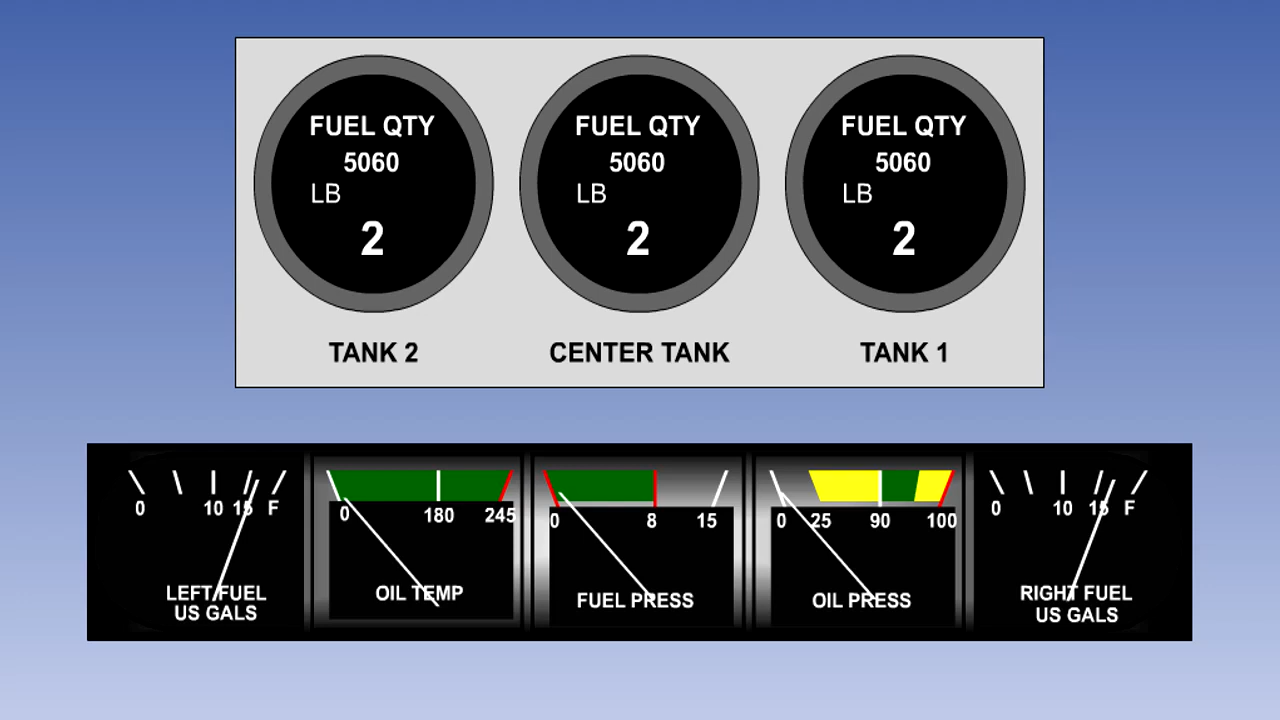 FUEL QTY
5060
LB
2
FUEL QTY
5060
LB
2
FUEL QTY
5060
LB
2
TANK 2
CENTER TANK
TANK 1
0 10 15 F
LEFT FUEL
US GALS
0 180 245
OIL TEMP
0 8 15
FUEL PRESS
0 25 90 100
OIL PRESS
0 10 15 F
RIGHT FUEL
US GALS